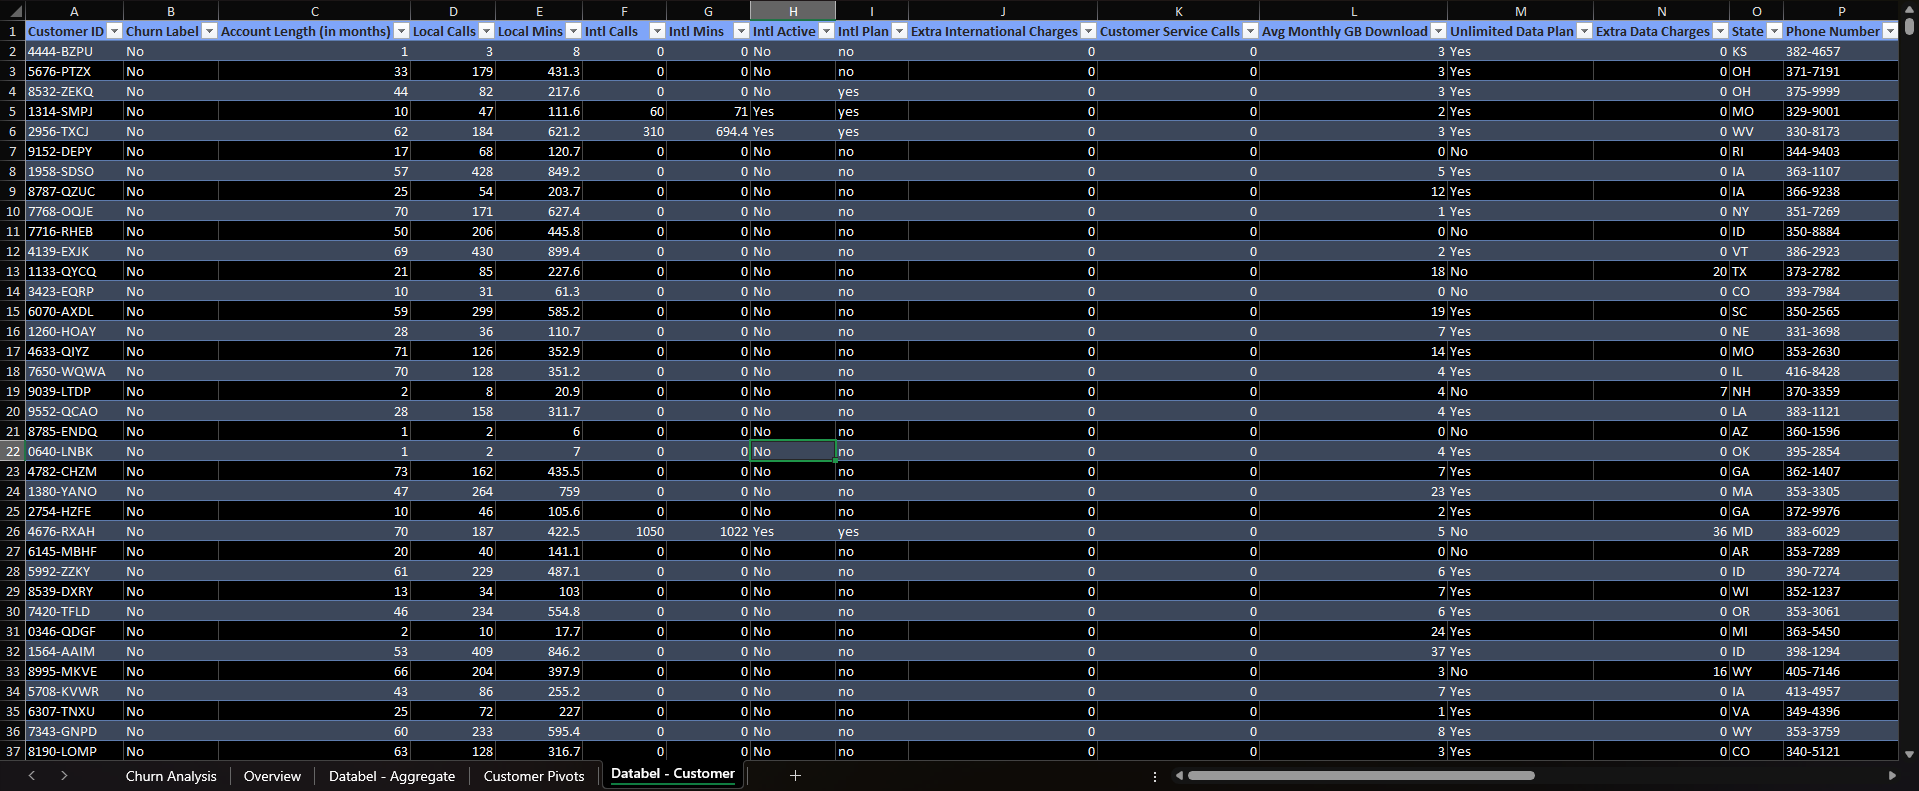 A B C D E F G H I J K L M N O P
1 Customer ID Churn Label Account Length (in months) Local Calls Local Mins Intl Calls Intl Mins Intl Active Intl Plan Extra International Charges Customer Service Calls Avg Monthly GB Download Unlimited Data Plan Extra Data Charges State Phone Number
2 4444-BZPU No 1 3 8 0 0 No no 0 0 3 Yes 0 KS 382-4657
3 5676-PTZX No 33 179 431.3 0 0 No no 0 0 3 Yes 0 OH 371-7191
4 8532-ZEKQ No 44 82 217.6 0 0 No yes 0 0 3 Yes 0 OH 375-9999
5 1314-SMPJ No 10 47 111.6 60 71 Yes yes 0 0 2 Yes 0 MO 329-9001
6 2956-TXCJ No 62 184 621.2 310 694.4 Yes yes 0 0 3 Yes 0 WV 330-8173
7 9152-DEPY No 17 68 120.7 0 0 No no 0 0 0 No 0 RI 344-9403
8 1958-SDSO No 57 428 849.2 0 0 No no 0 0 5 Yes 0 IA 363-1107
9 8787-QZUC No 25 54 203.7 0 0 No no 0 0 12 Yes 0 IA 366-9238
10 7768-OQJE No 70 171 627.4 0 0 No no 0 0 1 Yes 0 NY 351-7269
11 7716-RHEB No 50 206 445.8 0 0 No no 0 0 0 No 0 ID 350-8884
12 4139-EXJK No 69 430 899.4 0 0 No no 0 0 2 Yes 0 VT 386-2923
13 1133-QYCQ No 21 85 227.6 0 0 No no 0 0 18 No 20 TX 373-2782
14 3423-EQRP No 10 31 61.3 0 0 No no 0 0 0 No 0 CO 393-7984
15 6070-AXDL No 59 299 585.2 0 0 No no 0 0 19 Yes 0 SC 350-2565
16 1260-HOAY No 28 36 110.7 0 0 No no 0 0 7 Yes 0 NE 331-3698
17 4633-QIYZ No 71 126 352.9 0 0 No no 0 0 14 Yes 0 MO 353-2630
18 7650-WQWA No 70 128 351.2 0 0 No no 0 0 4 Yes 0 IL 416-8428
19 9039-LTDP No 2 8 20.9 0 0 No no 0 0 4 No 7 NH 370-3359
20 9552-QCAO No 28 158 311.7 0 0 No no 0 0 4 Yes 0 LA 383-1121
21 8785-ENDQ No 1 2 6 0 0 No no 0 0 0 No 0 AZ 360-1596
22 0640-LNBK No 1 2 7 0 0 No no 0 0 4 Yes 0 OK 395-2854
23 4782-CHZM No 73 162 435.5 0 0 No no 0 0 7 Yes 0 GA 362-1407
24 1380-YANO No 47 264 759 0 0 No no 0 0 23 Yes 0 MA 353-3305
25 2754-HZFE No 10 46 105.6 0 0 No no 0 0 2 Yes 0 GA 372-9976
26 4676-RXAH No 70 187 422.5 1050 1022 Yes yes 0 0 5 No 36 MD 383-6029
27 6145-MBHF No 20 40 141.1 0 0 No no 0 0 0 No 0 AR 353-7289
28 5992-ZZKY No 61 229 487.1 0 0 No no 0 0 6 Yes 0 ID 390-7274
29 8539-DXRY No 13 34 103 0 0 No no 0 0 7 Yes 0 WI 352-1237
30 7420-TFLD No 46 234 554.8 0 0 No no 0 0 6 Yes 0 OR 353-3061
31 0346-QDGF No 2 10 17.7 0 0 No no 0 0 24 Yes 0 MI 363-5450
32 1564-AAIM No 53 409 846.2 0 0 No no 0 0 37 Yes 0 ID 398-1294
33 8995-MKVE No 66 204 397.9 0 0 No no 0 0 3 No 16 WY 405-7146
34 5708-KVWR No 43 86 255.2 0 0 No no 0 0 7 Yes 0 IA 413-4957
35 6307-TNXU No 25 72 227 0 0 No no 0 0 1 Yes 0 VA 349-4396
36 7343-GNPD No 60 233 595.4 0 0 No no 0 0 8 Yes 0 WY 353-3759
37 8190-LOMP No 63 128 316.7 0 0 No no 0 0 3 Yes 0 CO 340-5121
Churn Analysis Overview Databel - Aggregate Customer Pivots Databel - Customer